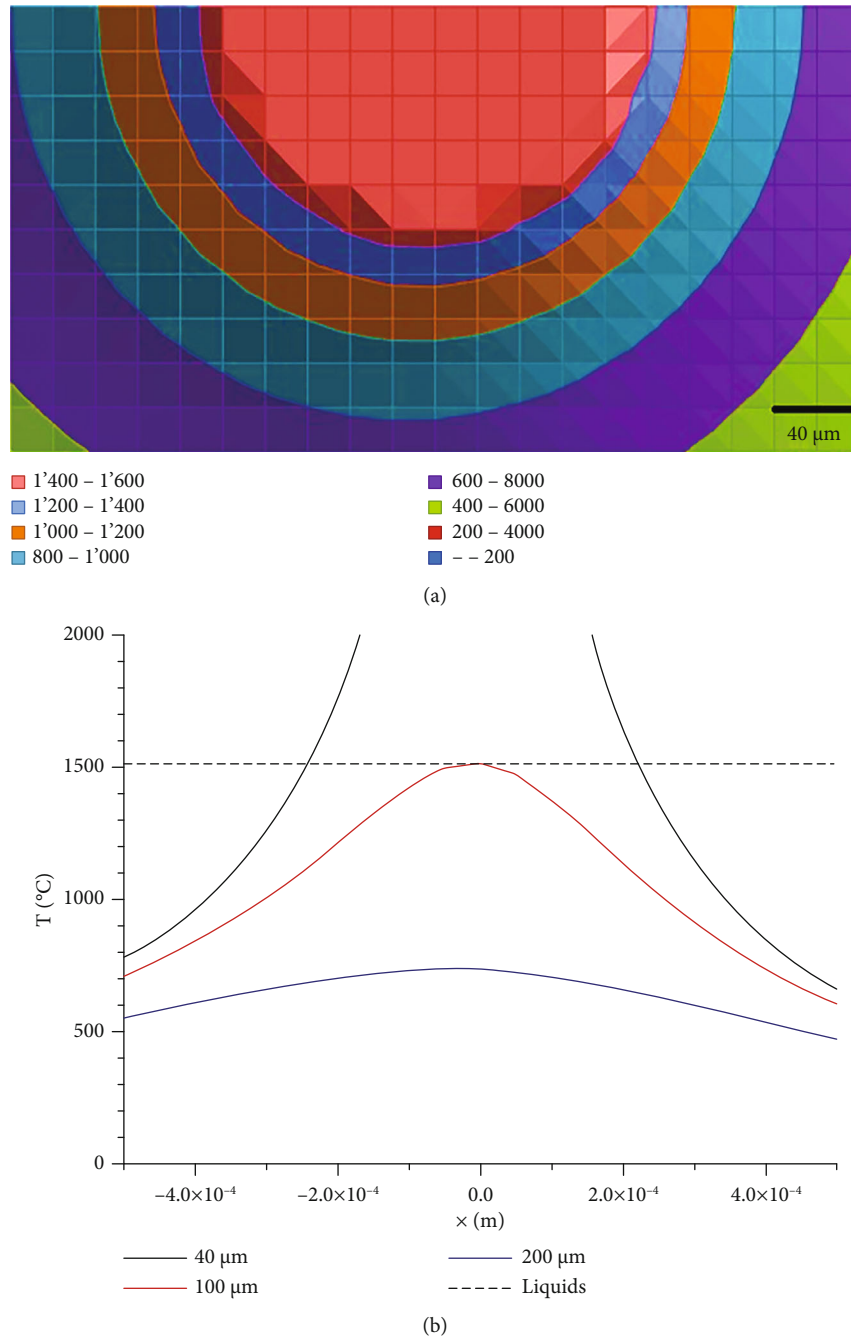 40 μm
1'400 – 1'600
1'200 – 1'400
1'000 – 1'200
800 – 1'000
600 – 8000
400 – 6000
200 – 4000
– – 200
(a)
2000
1500
1000
500
0
T (°C)
–4.0×10⁻⁴
–2.0×10⁻⁴
0.0
2.0×10⁻⁴
4.0×10⁻⁴
× (m)
40 μm
100 μm
200 μm
Liquids
(b)